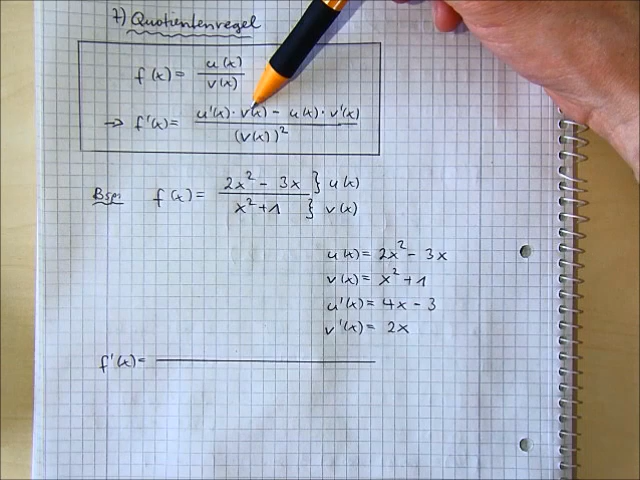 7) Quotientenregel
f(x) = u(x) / v(x)
→ f'(x) = u'(x) · v(x) − u(x) · v'(x) / (v(x))²
Bsp: f(x) = 2x² − 3x } u(x) / x² + 1 } v(x)
u(x) = 2x² − 3x
v(x) = x² + 1
u'(x) = 4x − 3
v'(x) = 2x
f'(x) =